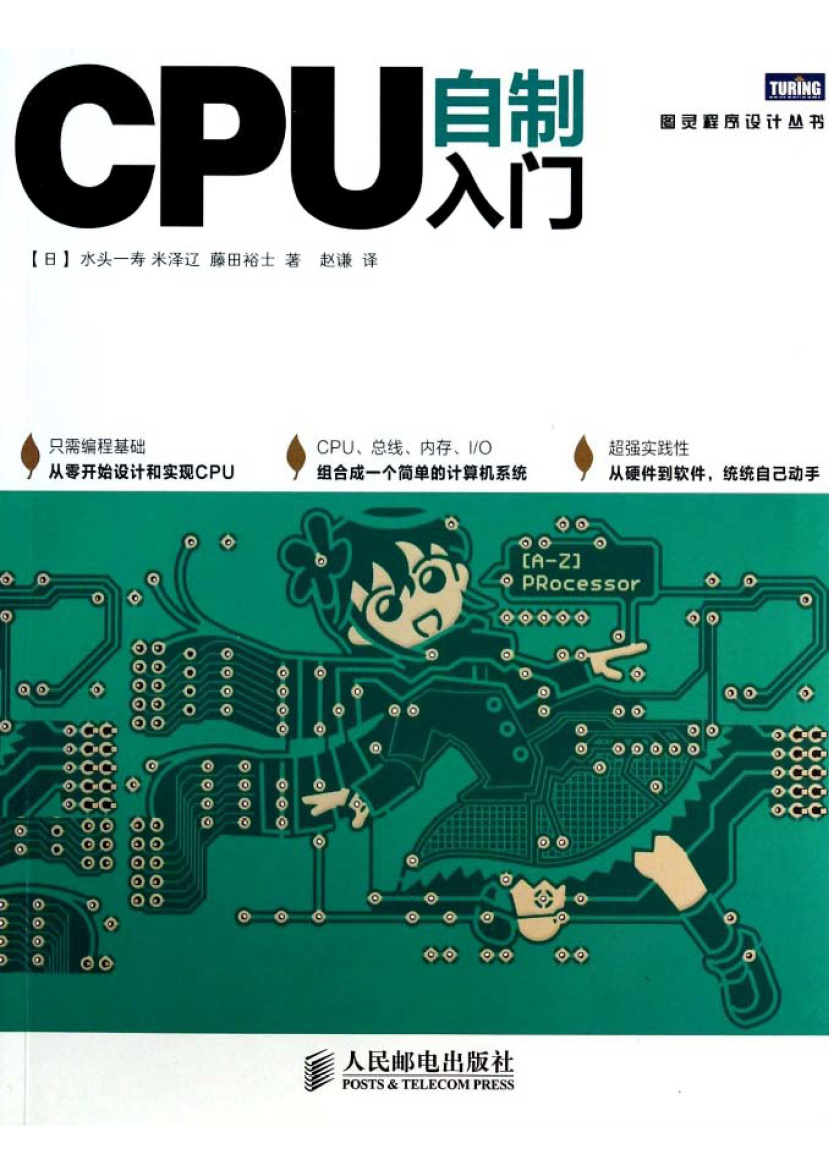 CPU自制入门
TURING
图灵程序设计丛书
【日】水头一寿 米泽辽 藤田裕士 著 赵谦 译
只需编程基础
从零开始设计和实现CPU
CPU、总线、内存、I/O
组合成一个简单的计算机系统
超强实践性
从硬件到软件，统统自己动手
[A-Z]
PRocessor
人民邮电出版社
POSTS & TELECOM PRESS